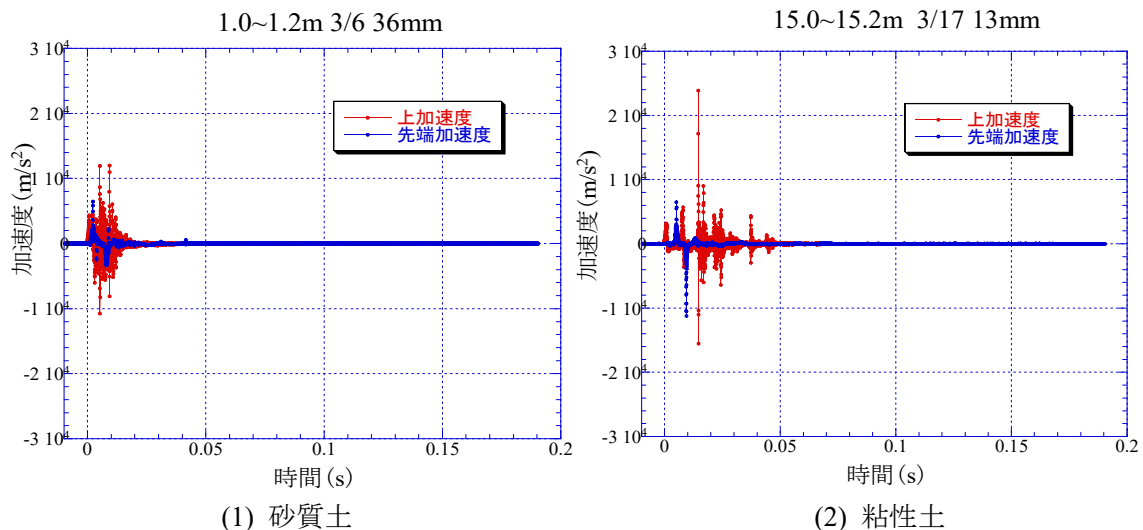 1.0~1.2m 3/6 36mm
3 10⁴
2 10⁴
1 10⁴
0
-1 10⁴
-2 10⁴
-3 10⁴
加速度(m/s²)
上加速度
先端加速度
0
0.05
0.1
0.15
0.2
時間(s)
(1) 砂質土
15.0~15.2m 3/17 13mm
3 10⁴
2 10⁴
1 10⁴
0
-1 10⁴
-2 10⁴
-3 10⁴
加速度(m/s²)
上加速度
先端加速度
0
0.05
0.1
0.15
0.2
時間(s)
(2) 粘性土